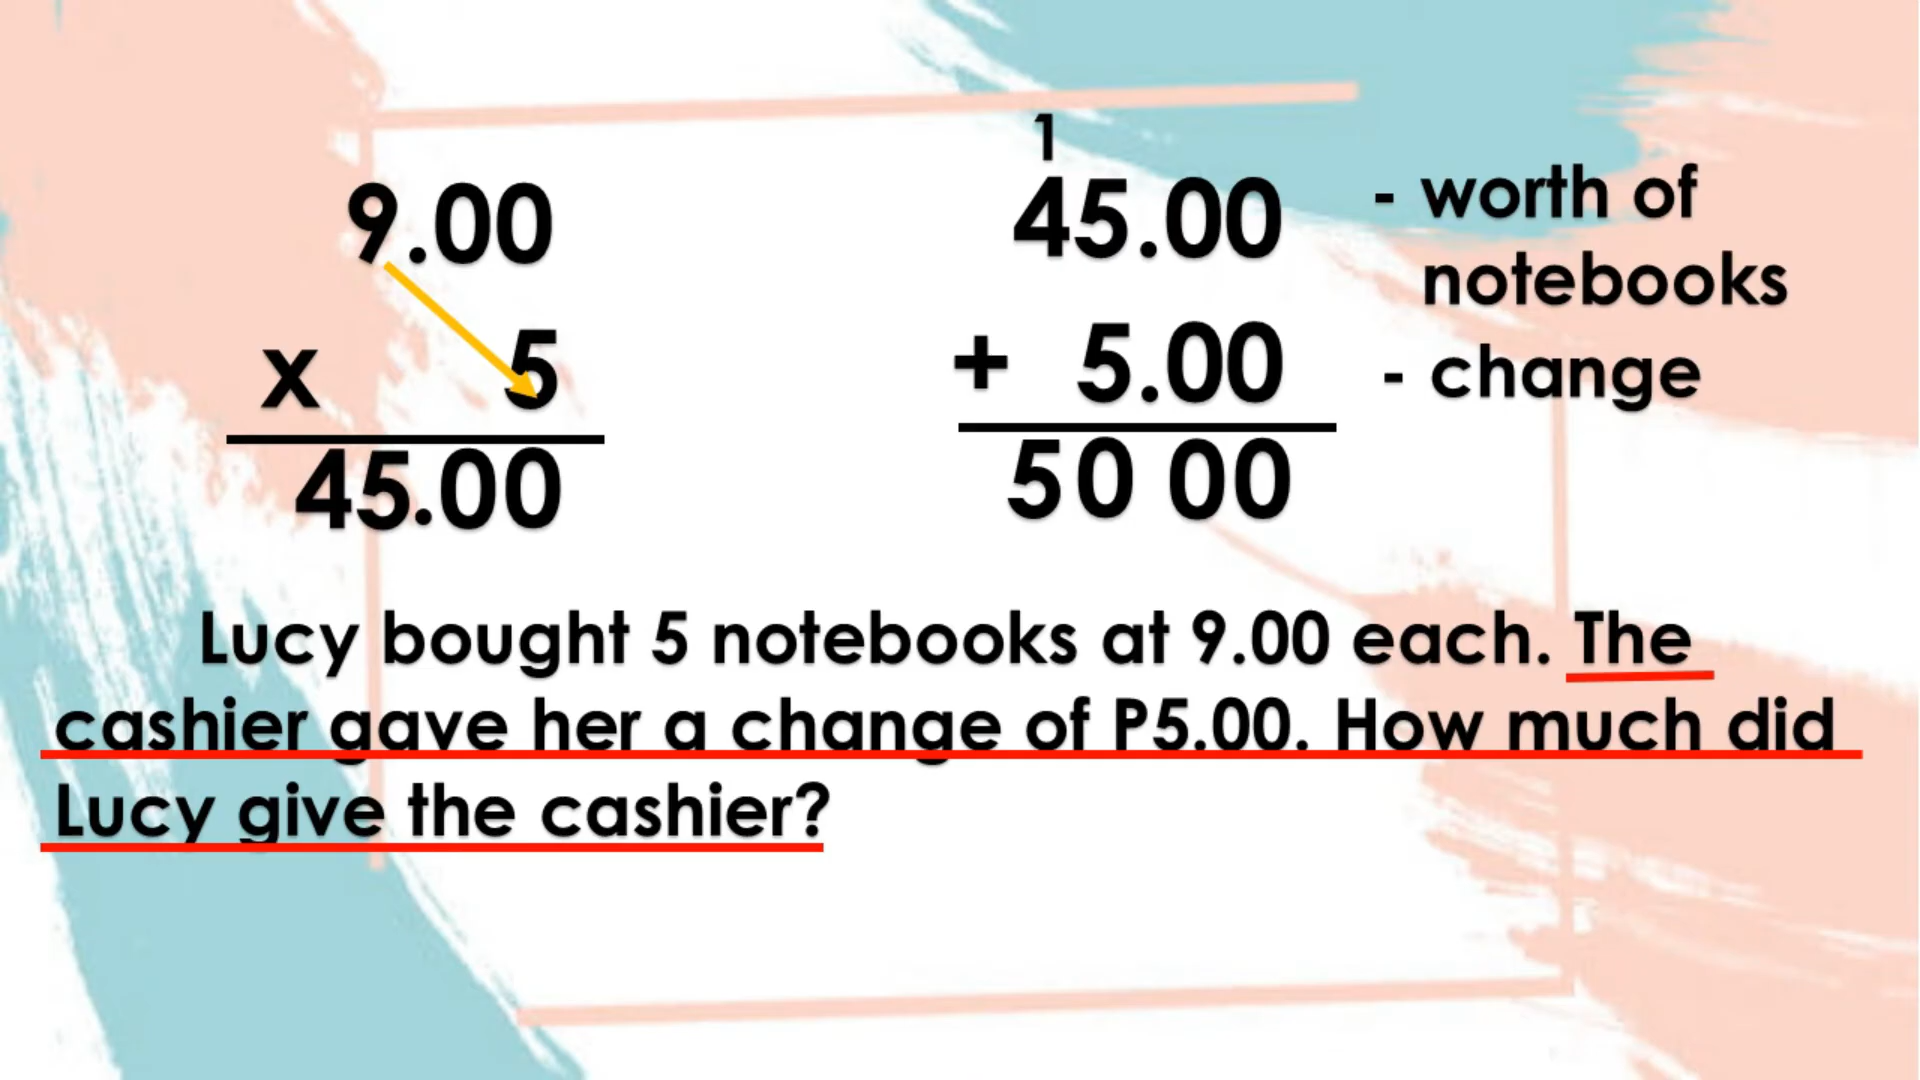 9.00
x 5
45.00
1
45.00 - worth of
notebooks
+ 5.00 - change
50 00
Lucy bought 5 notebooks at 9.00 each. The
cashier gave her a change of P5.00. How much did
Lucy give the cashier?